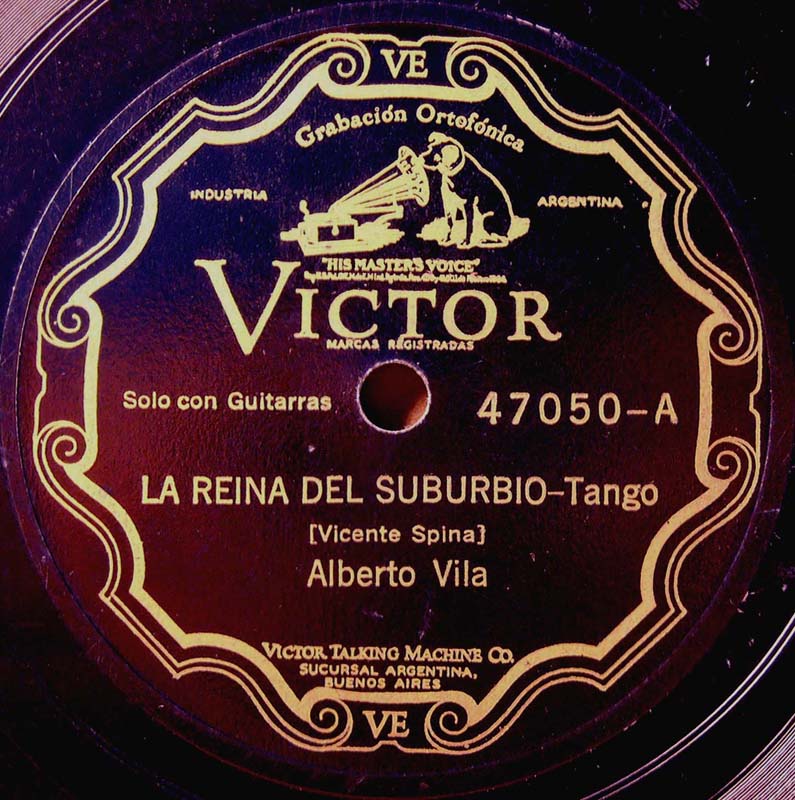 VE
Grabación Ortofónica
INDUSTRIA ARGENTINA
"HIS MASTER'S VOICE"
VICTOR
MARCAS REGISTRADAS
Solo con Guitarras 47050-A
LA REINA DEL SUBURBIO-Tango
[Vicente Spina]
Alberto Vila
VICTOR TALKING MACHINE CO.
SUCURSAL ARGENTINA,
BUENOS AIRES
VE